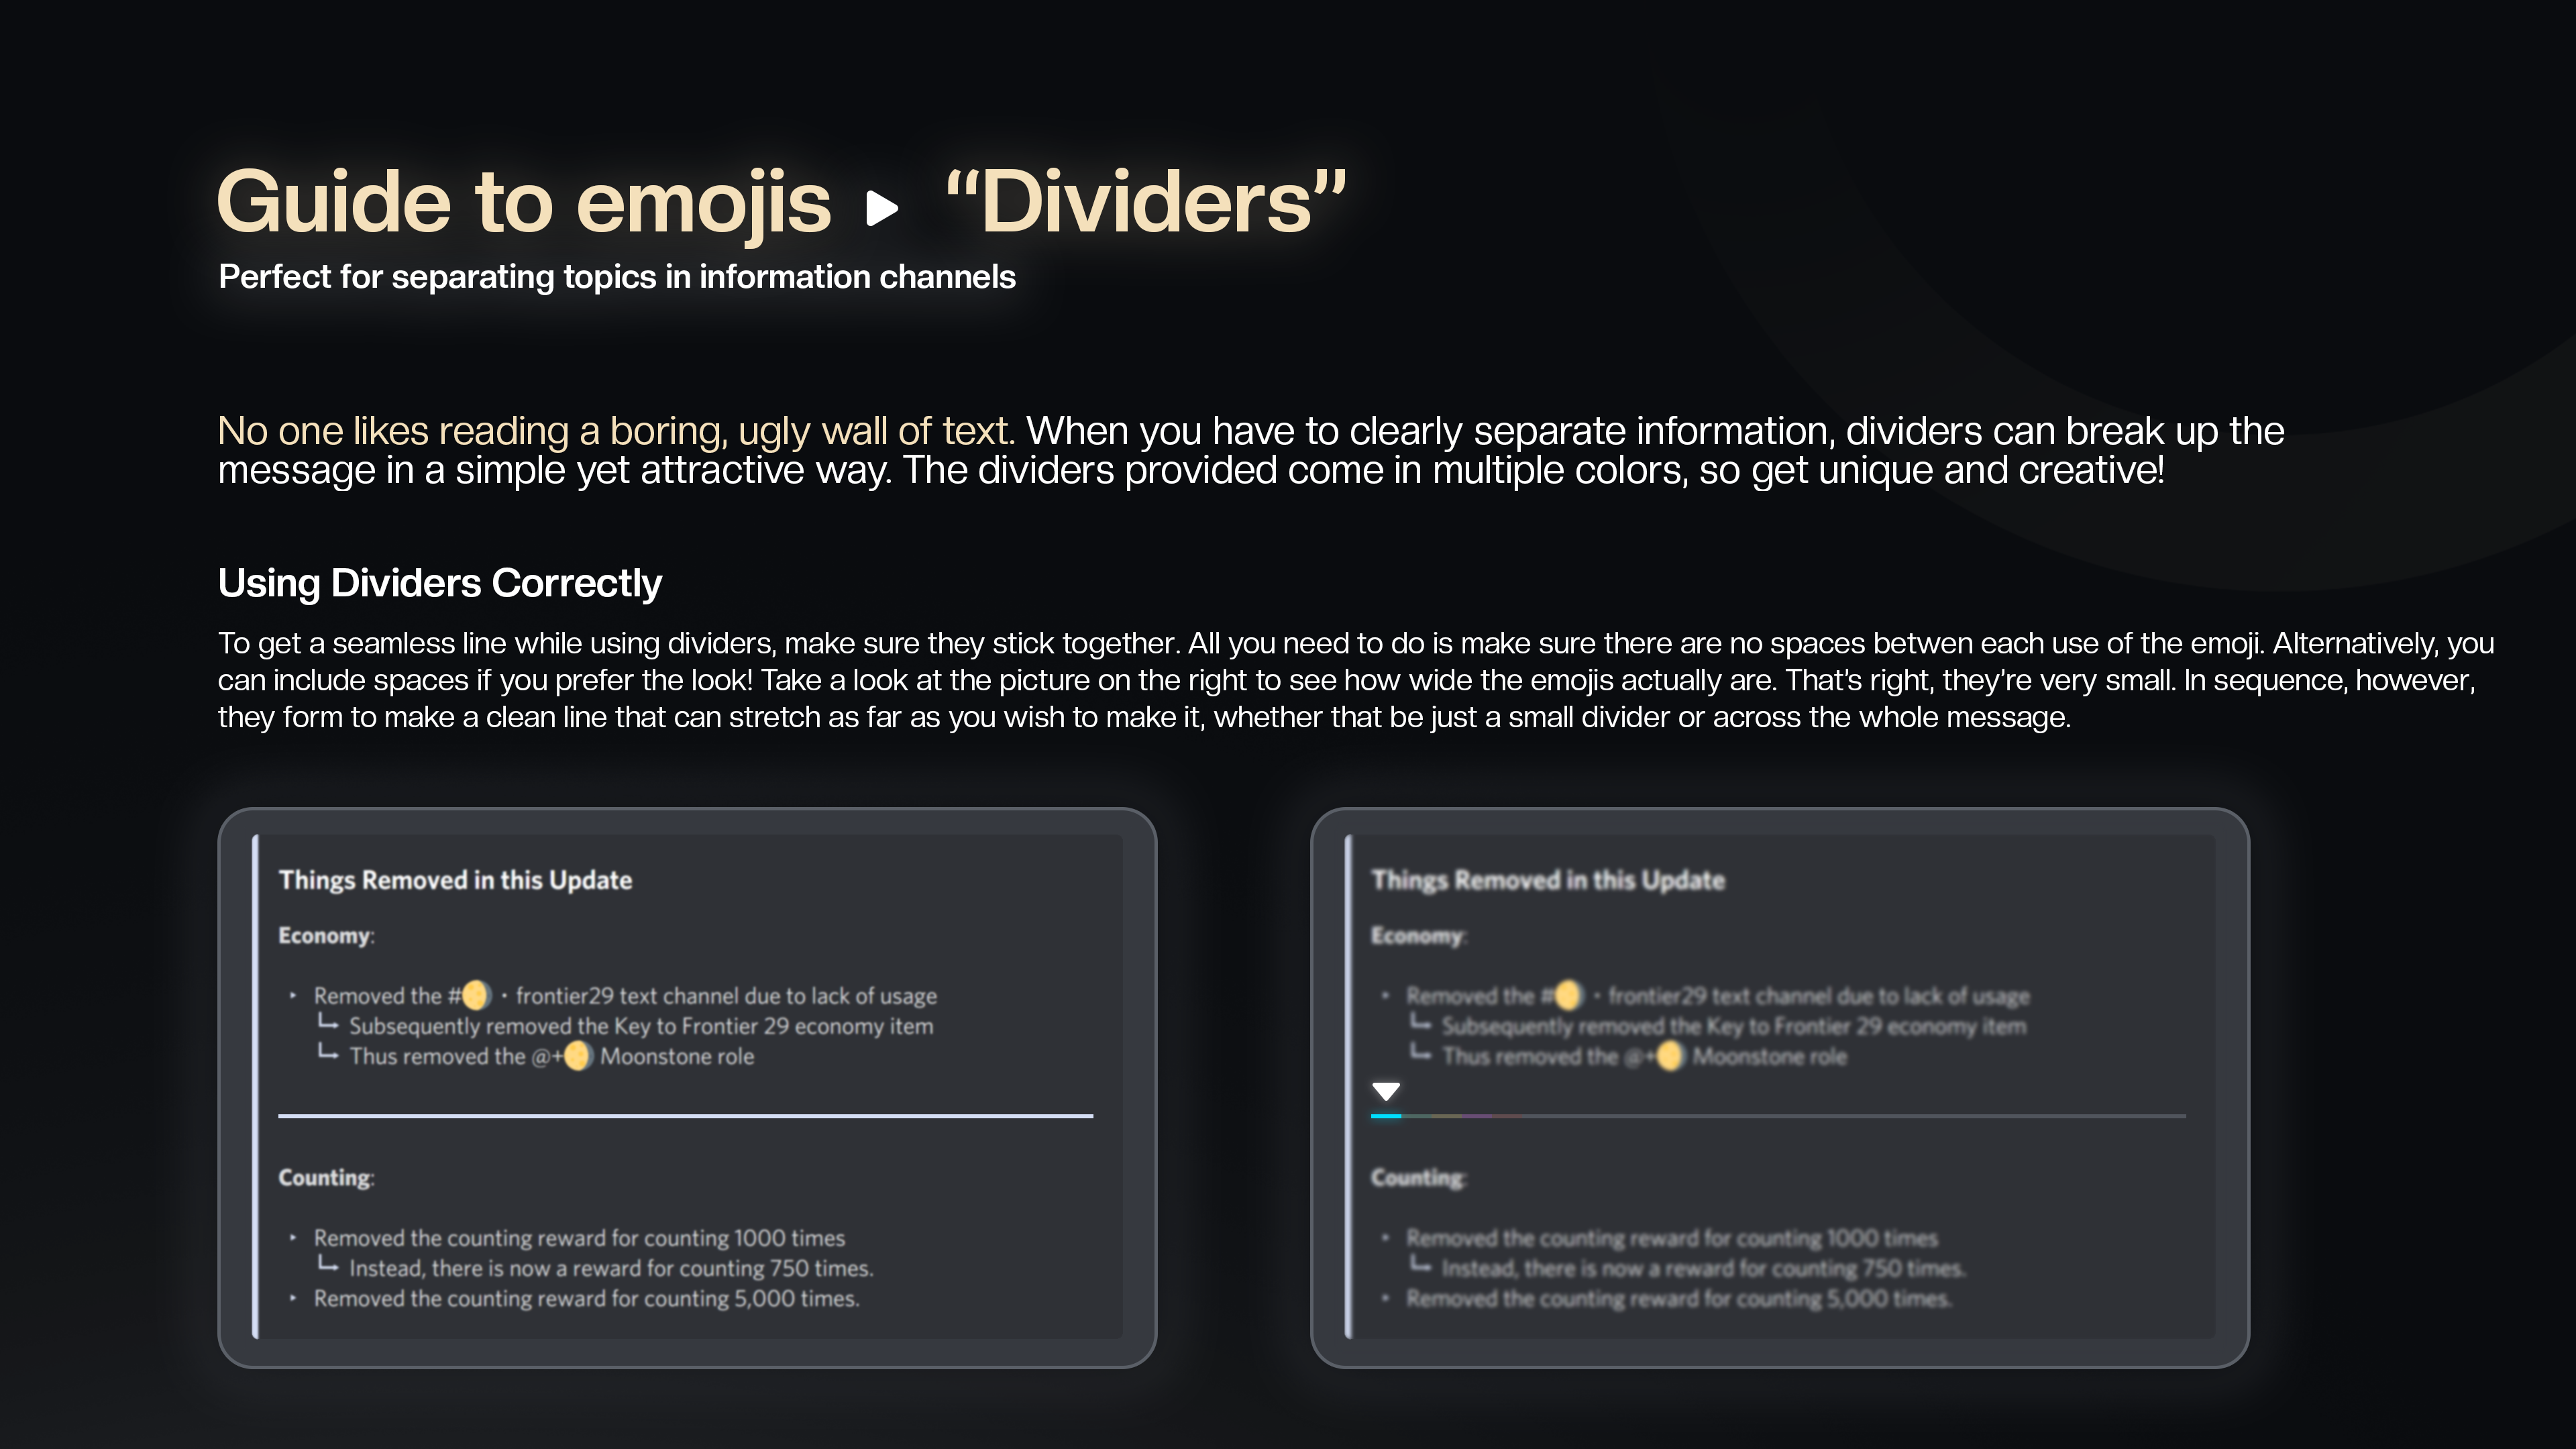 Guide to emojis ▶ “Dividers”
Perfect for separating topics in information channels
No one likes reading a boring, ugly wall of text. When you have to clearly separate information, dividers can break up the
message in a simple yet attractive way. The dividers provided come in multiple colors, so get unique and creative!
Using Dividers Correctly
To get a seamless line while using dividers, make sure they stick together. All you need to do is make sure there are no spaces betwen each use of the emoji. Alternatively, you
can include spaces if you prefer the look! Take a look at the picture on the right to see how wide the emojis actually are. That's right, they're very small. In sequence, however,
they form to make a clean line that can stretch as far as you wish to make it, whether that be just a small divider or across the whole message.
Things Removed in this Update
Economy:
‣ Removed the #🌖 • frontier29 text channel due to lack of usage
Subsequently removed the Key to Frontier 29 economy item
Thus removed the @+🌖 Moonstone role
Counting:
‣ Removed the counting reward for counting 1000 times
Instead, there is now a reward for counting 750 times.
‣ Removed the counting reward for counting 5,000 times.
Things Removed in this Update
Economy:
‣ Removed the #🌖 • frontier29 text channel due to lack of usage
Subsequently removed the Key to Frontier 29 economy item
Thus removed the @+🌖 Moonstone role
Counting:
‣ Removed the counting reward for counting 1000 times
Instead, there is now a reward for counting 750 times.
‣ Removed the counting reward for counting 5,000 times.